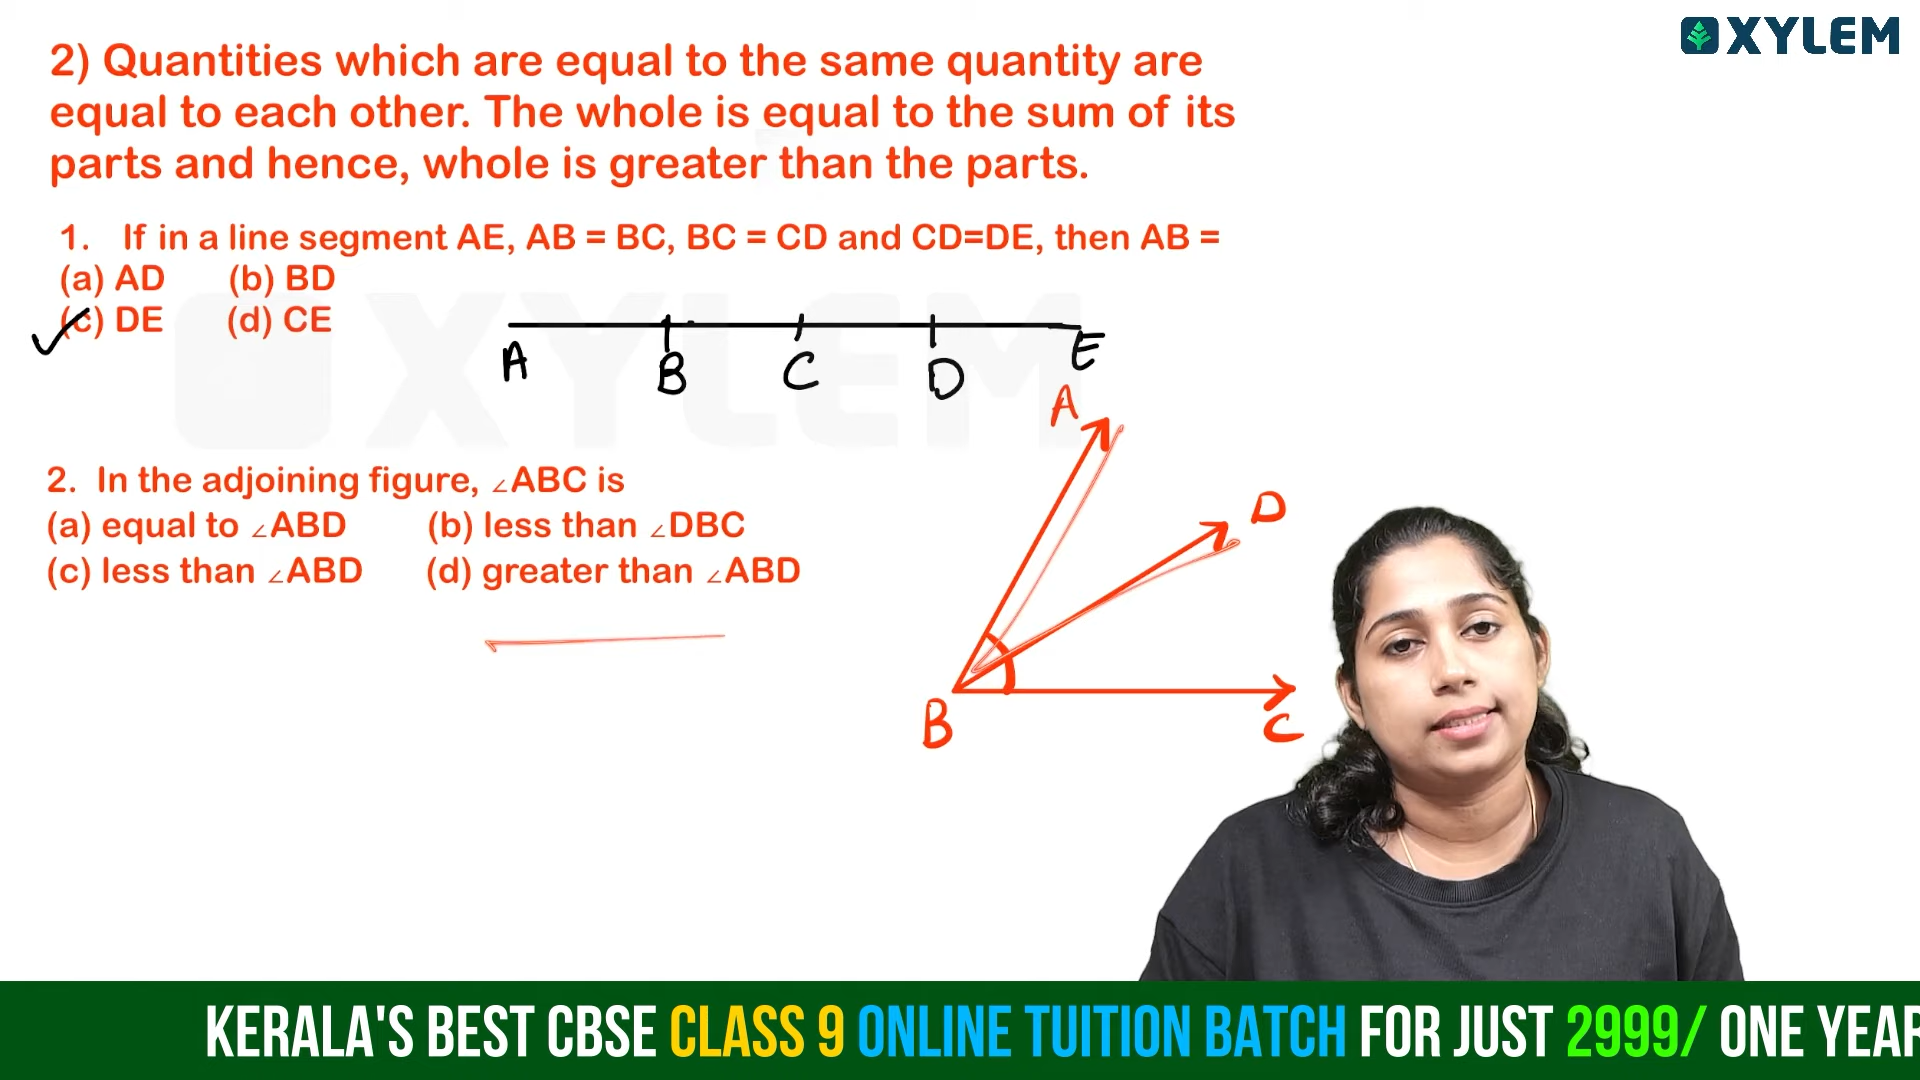 XYLEM
2) Quantities which are equal to the same quantity are
equal to each other. The whole is equal to the sum of its
parts and hence, whole is greater than the parts.
1. If in a line segment AE, AB = BC, BC = CD and CD=DE, then AB =
(a) AD (b) BD
(c) DE (d) CE
A B C D E
2. In the adjoining figure, ∠ABC is
(a) equal to ∠ABD (b) less than ∠DBC
(c) less than ∠ABD (d) greater than ∠ABD
A
D
B
C
XYLEM
KERALA'S BEST CBSE CLASS 9 ONLINE TUITION BATCH FOR JUST 2999/ ONE YEAR